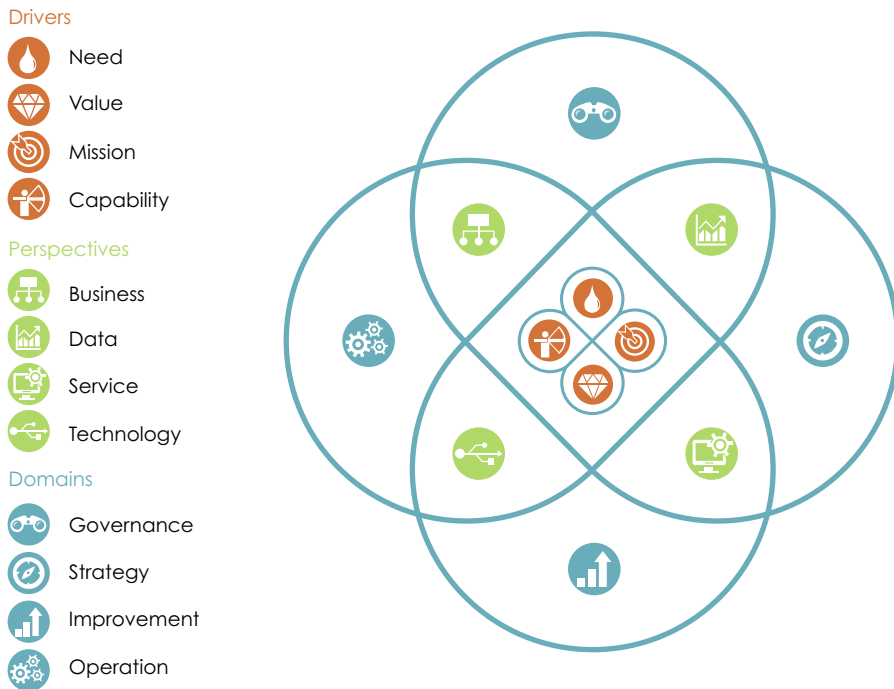 Drivers
Need
Value
Mission
Capability
Perspectives
Business
Data
Service
Technology
Domains
Governance
Strategy
Improvement
Operation